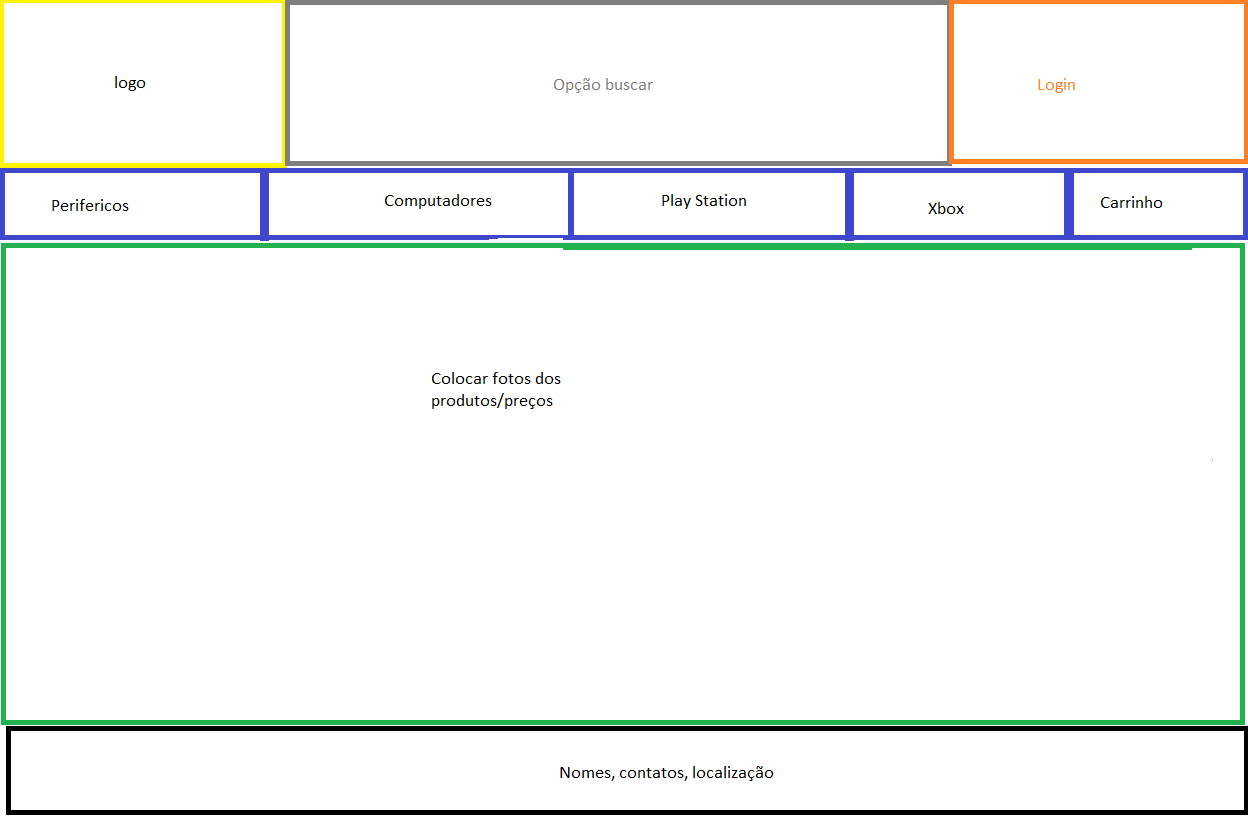 logo
Opção buscar
Login
Perifericos
Computadores
Play Station
Xbox
Carrinho
Colocar fotos dos
produtos/preços
Nomes, contatos, localização